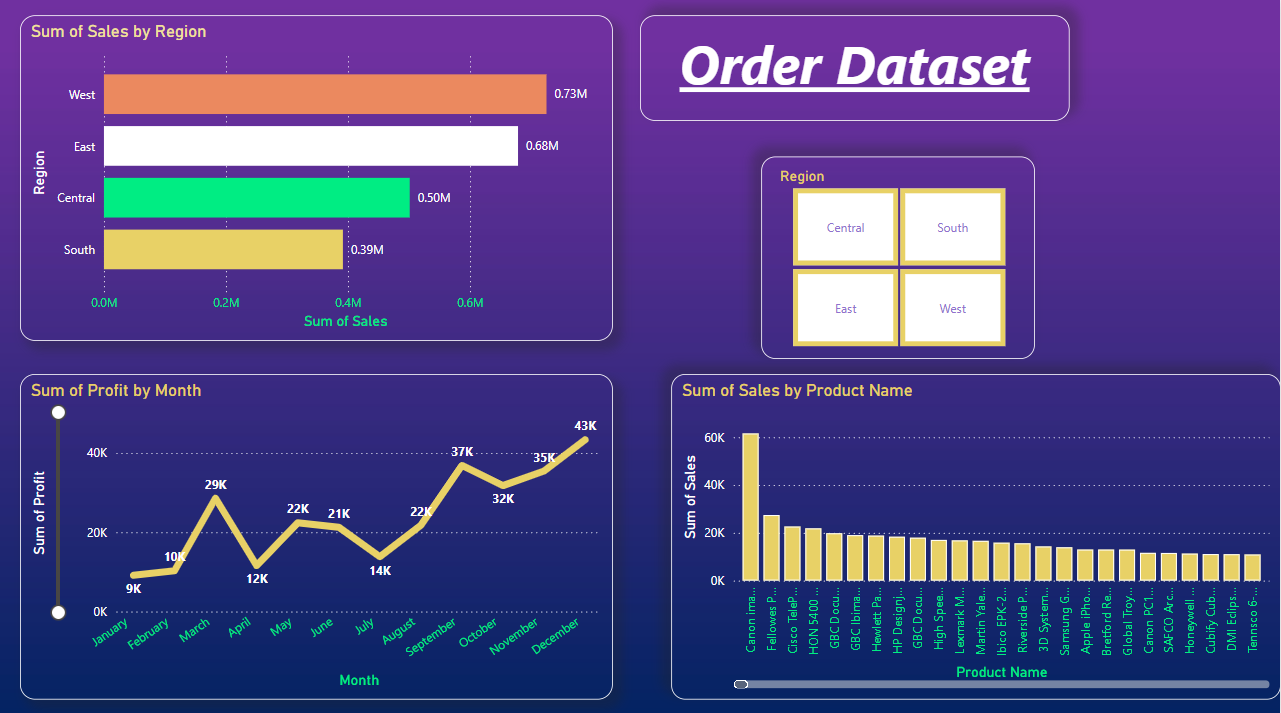 Sum of Sales by Region
Region
West
0.73M
East
0.68M
Central
0.50M
South
0.39M
0.0M 0.2M 0.4M 0.6M
Sum of Sales
Order Dataset
Region
Central South
East West
Sum of Profit by Month
Sum of Profit
40K
20K
0K
9K 10K 29K 12K 22K 21K 14K 22K 37K 32K 35K 43K
January February March April May June July August September October November December
Month
Sum of Sales by Product Name
Sum of Sales
60K
40K
20K
0K
Canon ima...
Fellowes P...
Cisco TeleP...
HON 5400 ...
GBC Docu...
GBC Ibima...
Hewlett Pa...
HP Designj...
GBC Docu...
High Spee...
Lexmark M...
Martin Yale...
Ibico EPK-2...
Riverside P...
3D System...
Samsung G...
Apple iPho...
Bretford Re...
Global Troy...
Canon PC1...
SAFCO Arc...
Honeywell ...
Cubify Cub...
DMI Eclips...
Tennsco 6-...
Product Name